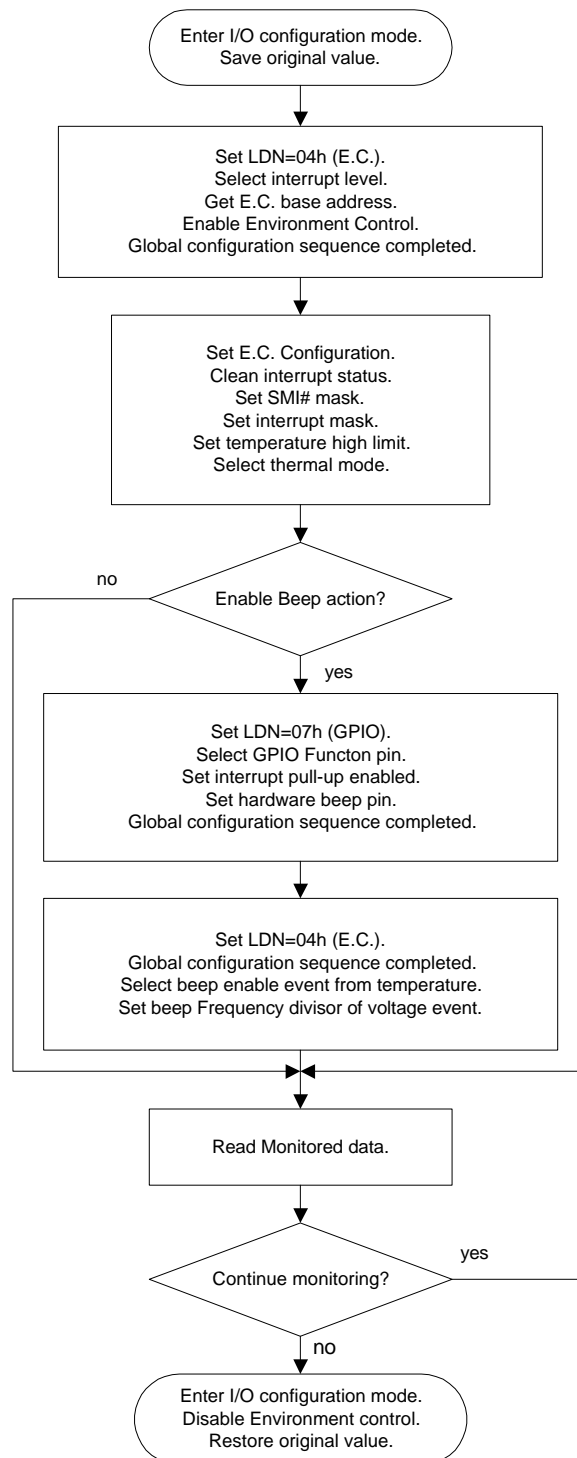 Enter I/O configuration mode.
Save original value.
Set LDN=04h (E.C.).
Select interrupt level.
Get E.C. base address.
Enable Environment Control.
Global configuration sequence completed.
Set E.C. Configuration.
Clean interrupt status.
Set SMI# mask.
Set interrupt mask.
Set temperature high limit.
Select thermal mode.
no
Enable Beep action?
yes
Set LDN=07h (GPIO).
Select GPIO Functon pin.
Set interrupt pull-up enabled.
Set hardware beep pin.
Global configuration sequence completed.
Set LDN=04h (E.C.).
Global configuration sequence completed.
Select beep enable event from temperature.
Set beep Frequency divisor of voltage event.
Read Monitored data.
yes
Continue monitoring?
no
Enter I/O configuration mode.
Disable Environment control.
Restore original value.